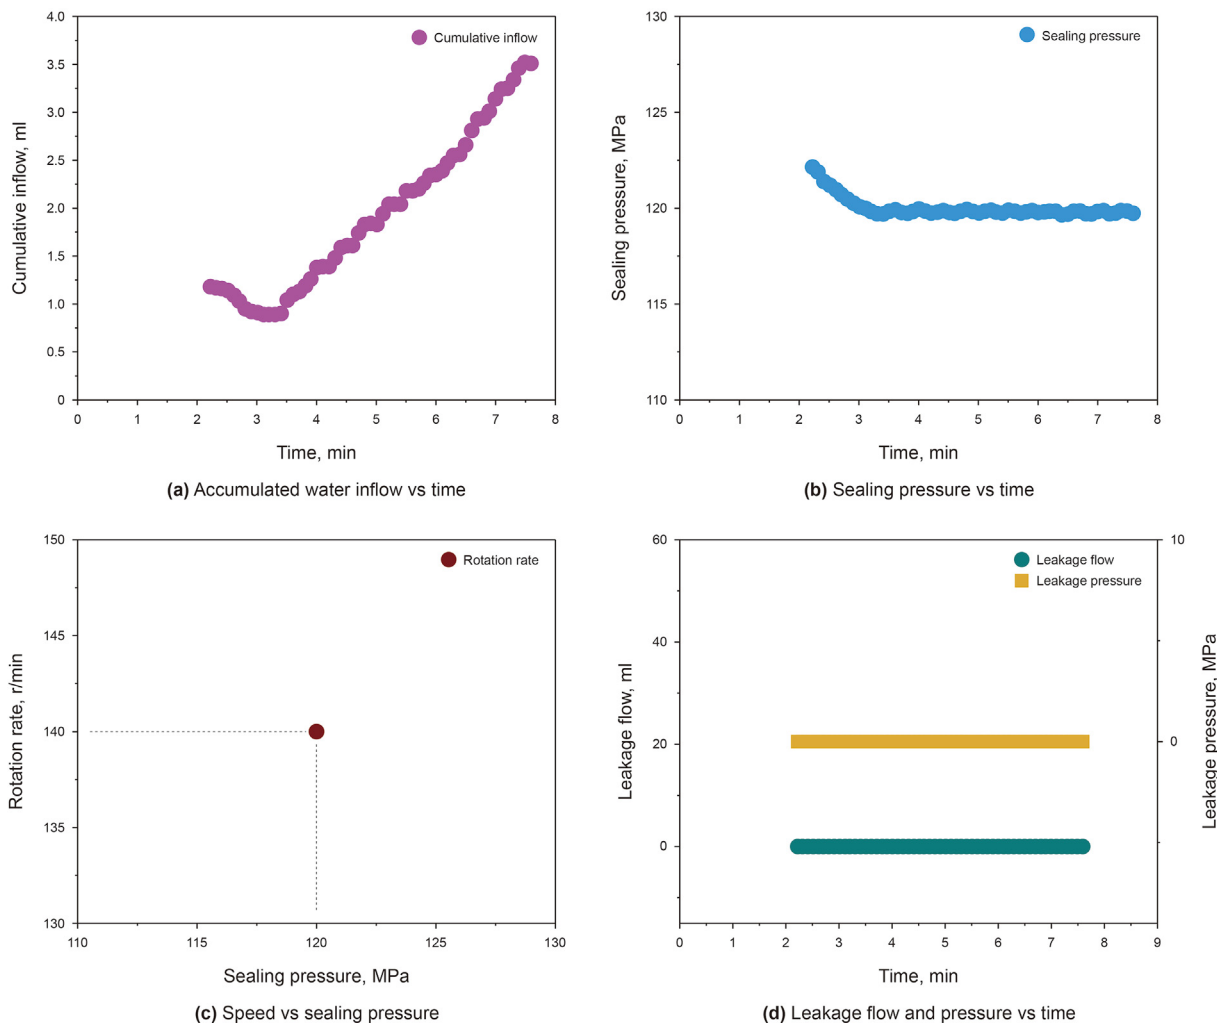 4.0
3.5
3.0
2.5
2.0
1.5
1.0
0.5
0
Cumulative inflow, ml
Cumulative inflow
0 1 2 3 4 5 6 7 8
Time, min
(a) Accumulated water inflow vs time
130
125
120
115
110
Sealing pressure, MPa
Sealing pressure
0 1 2 3 4 5 6 7 8
Time, min
(b) Sealing pressure vs time
150
145
140
135
130
Rotation rate, r/min
Rotation rate
110 115 120 125 130
Sealing pressure, MPa
(c) Speed vs sealing pressure
60
40
20
0
Leakage flow, ml
Leakage flow
Leakage pressure
10
0
Leakage pressure, MPa
0 1 2 3 4 5 6 7 8 9
Time, min
(d) Leakage flow and pressure vs time